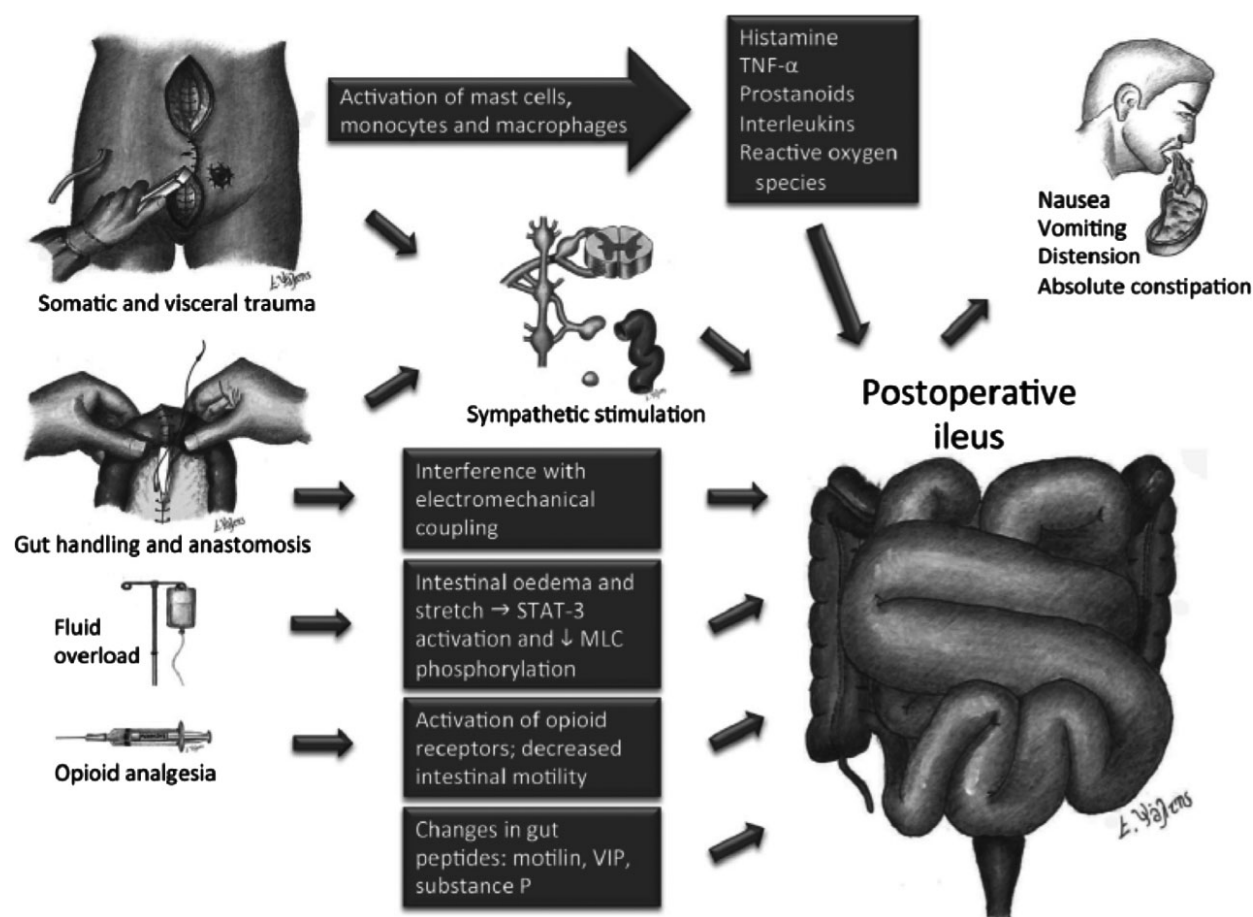 Activation of mast cells,
monocytes and macrophages
Histamine
TNF-α
Prostanoids
Interleukins
Reactive oxygen
species
Nausea
Vomiting
Distension
Absolute constipation
Somatic and visceral trauma
Sympathetic stimulation
Postoperative
ileus
Gut handling and anastomosis
Interference with
electromechanical
coupling
Fluid
overload
Intestinal oedema and
stretch → STAT-3
activation and ↓ MLC
phosphorylation
Opioid analgesia
Activation of opioid
receptors; decreased
intestinal motility
Changes in gut
peptides: motilin, VIP,
substance P